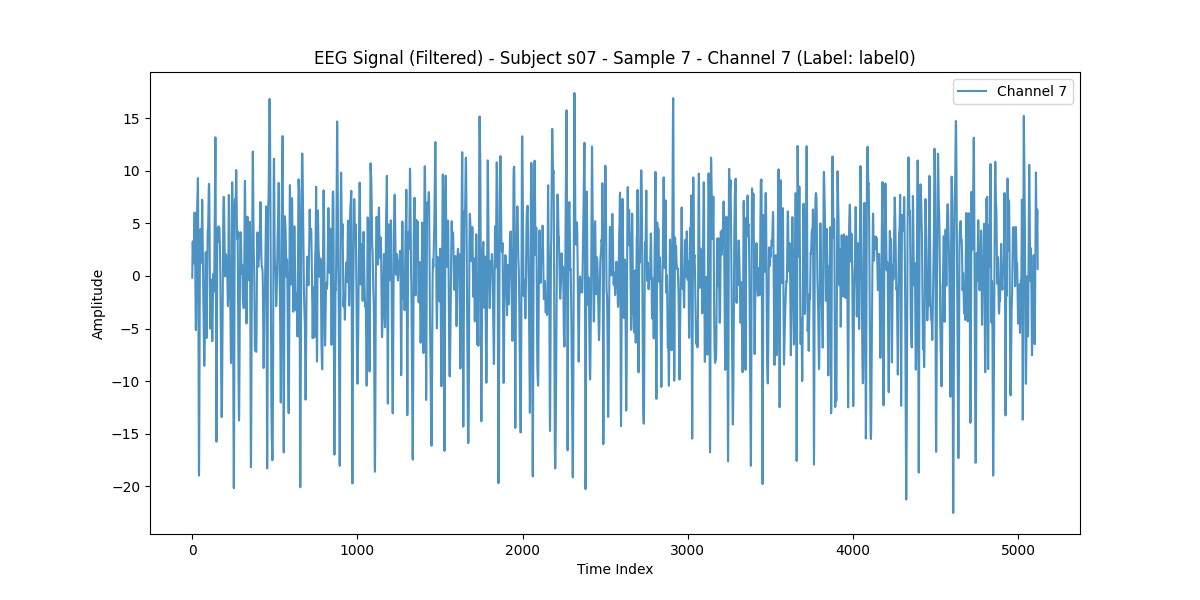 EEG Signal (Filtered) - Subject s07 - Sample 7 - Channel 7 (Label: label0)
Channel 7
15
10
5
0
−5
−10
−15
−20
Amplitude
0 1000 2000 3000 4000 5000
Time Index